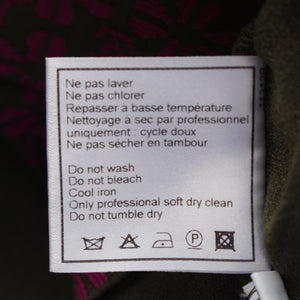 Ne pas laver
Ne pas chlorer
Repasser à basse température
Nettoyage à sec par professionnel
uniquement : cycle doux
Ne pas sécher en tambour
Do not wash
Do not bleach
Cool iron
Only professional soft dry clean
Do not tumble dry
P